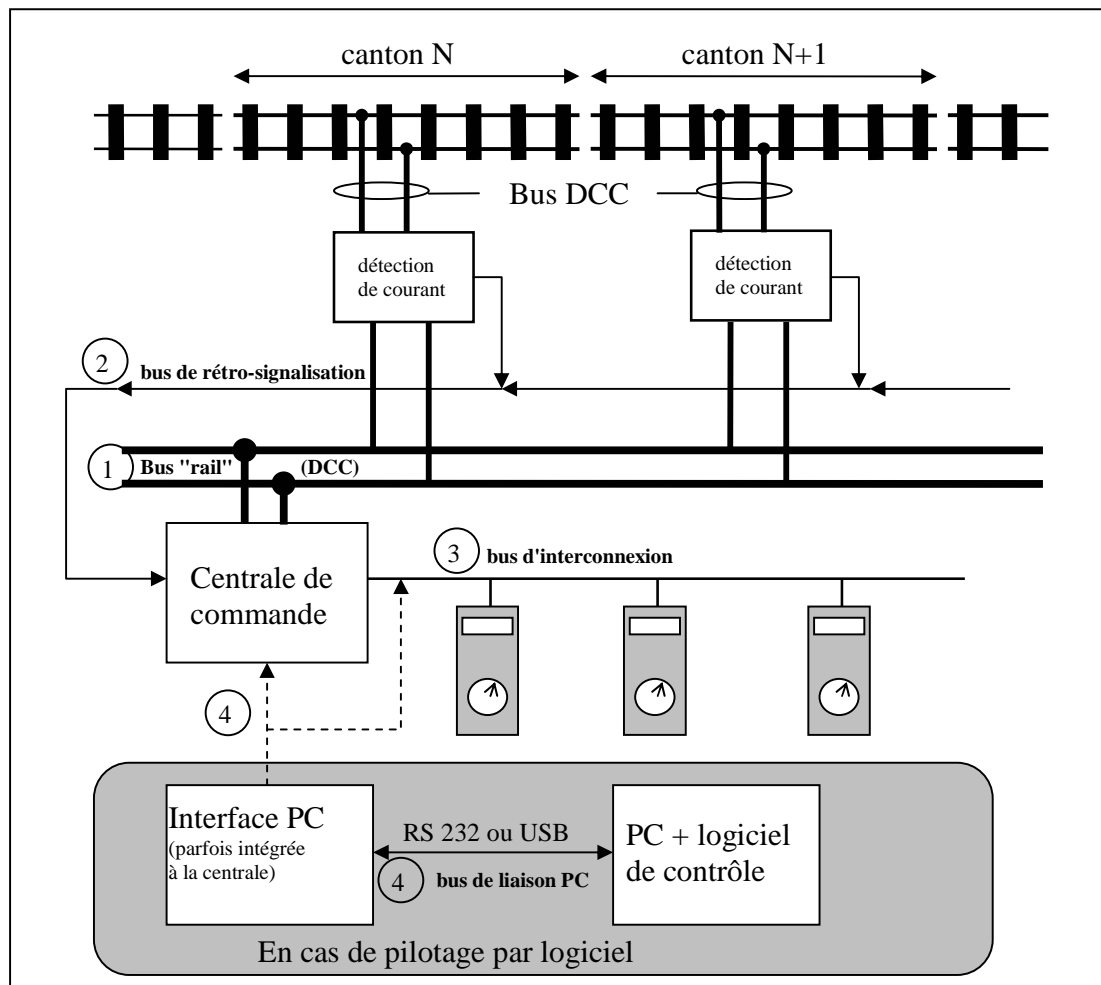 canton N
canton N+1
Bus DCC
détection
de courant
détection
de courant
2
bus de rétro-signalisation
1
Bus "rail"
(DCC)
3
bus d'interconnexion
Centrale de
commande
4
Interface PC
(parfois intégrée
à la centrale)
RS 232 ou USB
4
bus de liaison PC
PC + logiciel
de contrôle
En cas de pilotage par logiciel